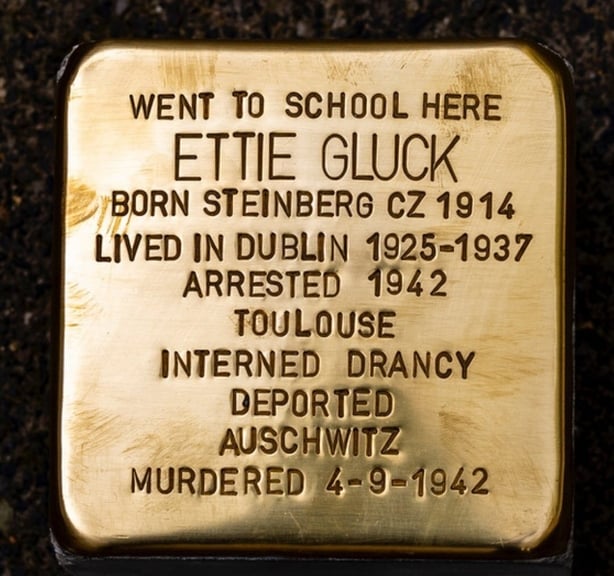 WENT TO SCHOOL HERE
ETTIE GLUCK
BORN STEINBERG CZ 1914
LIVED IN DUBLIN 1925-1937
ARRESTED 1942
TOULOUSE
INTERNED DRANCY
DEPORTED
AUSCHWITZ
MURDERED 4-9-1942